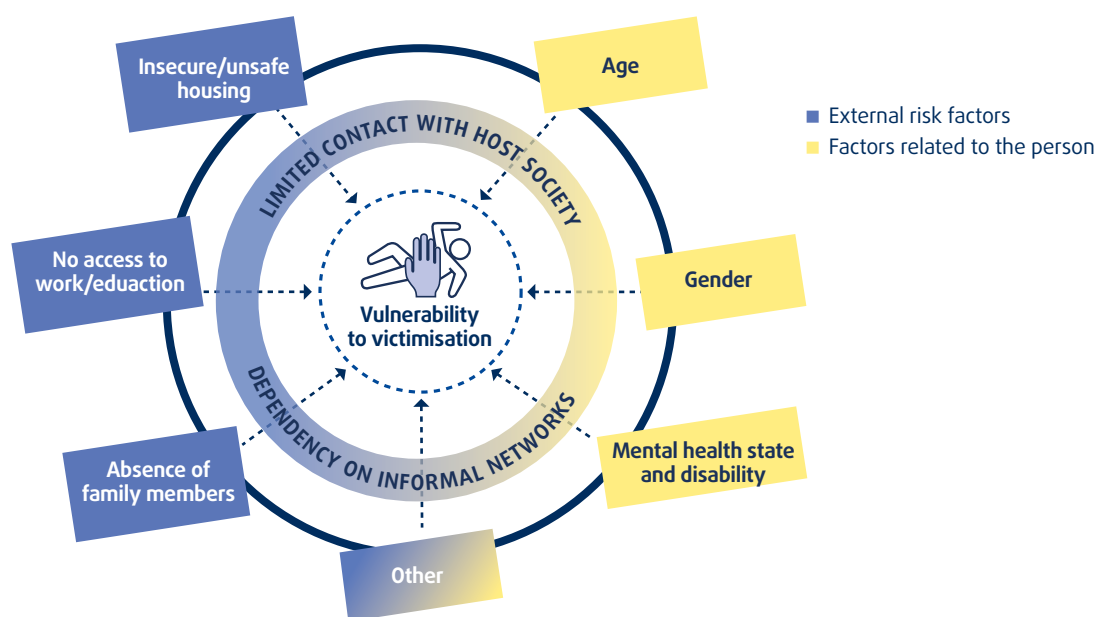 Insecure/unsafe
housing
Age
External risk factors
Factors related to the person
LIMITED CONTACT WITH HOST SOCIETY
No access to
work/eduaction
Gender
Vulnerability
to victimisation
DEPENDENCY ON INFORMAL NETWORKS
Absence of
family members
Mental health state
and disability
Other